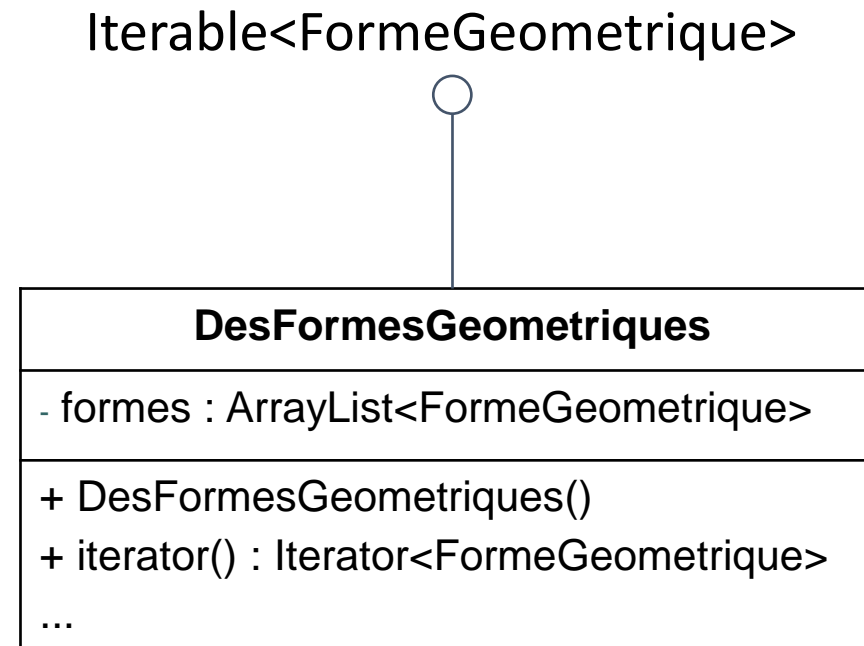 Iterable<FormeGeometrique>
DesFormesGeometriques
- formes : ArrayList<FormeGeometrique>
+ DesFormesGeometriques()
+ iterator() : Iterator<FormeGeometrique>
...